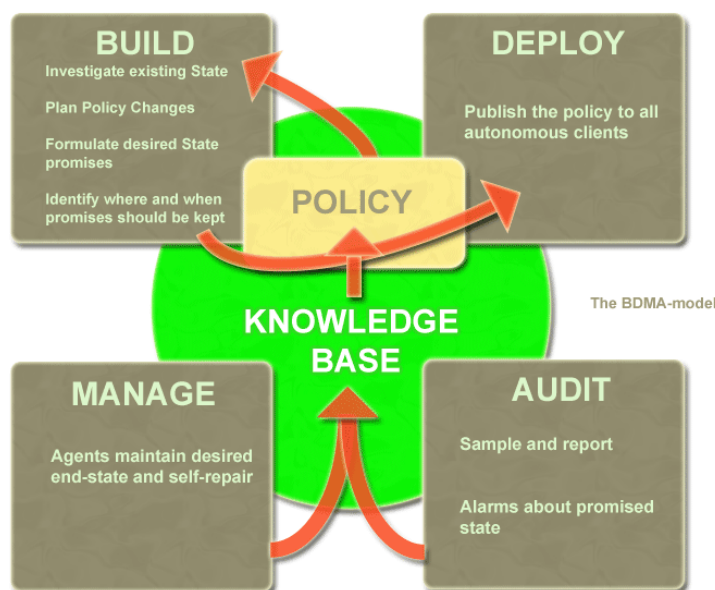 BUILD
Investigate existing State
Plan Policy Changes
Formulate desired State
promises
Identify where and when
promises should be kept
DEPLOY
Publish the policy to all
autonomous clients
POLICY
The BDMA-model
KNOWLEDGE
BASE
MANAGE
Agents maintain desired
end-state and self-repair
AUDIT
Sample and report
Alarms about promised
state